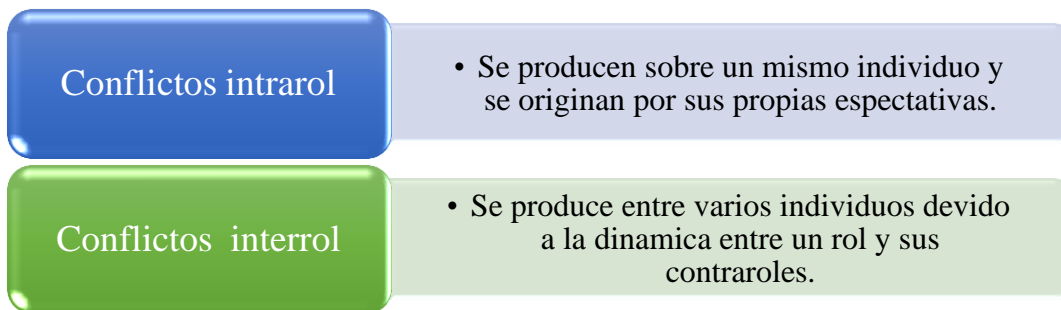 Conflictos intrarol
• Se producen sobre un mismo individuo y
se originan por sus propias espectativas.
Conflictos interrol
• Se produce entre varios individuos devido
a la dinamica entre un rol y sus
contraroles.